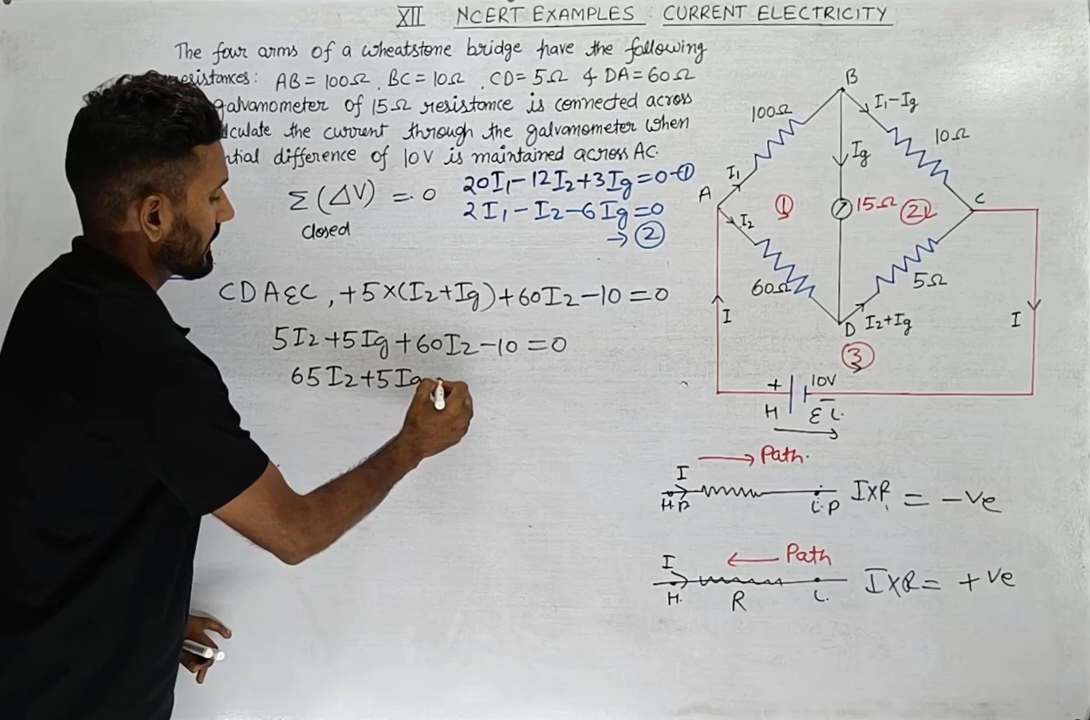 XII NCERT EXAMPLES : CURRENT ELECTRICITY
The four arms of a wheatstone bridge have the following
esistances: AB = 100Ω, BC = 10Ω, CD = 5Ω & DA = 60Ω
galvanometer of 15Ω resistance is connected across
lculate the current through the galvanometer when
ntial difference of 10V is maintained across AC.
Σ(ΔV) = 0
closed
20I₁-12I₂+3Ig=0-①
2I₁-I₂-6Ig=0
→ ②
CDAEC, +5×(I₂+Ig)+60I₂-10=0
5I₂+5Ig+60I₂-10=0
65I₂+5Ig
B
100Ω
I₁-Ig
10Ω
I₁
Ig
A
①
15Ω
②
C
I₂
60Ω
5Ω
D I₂+Ig
I
I
③
+ 10V -
H ε L.
→ Path.
I
H.P L.P I×R = -ve
← Path
I
H. R L. I×R = +ve